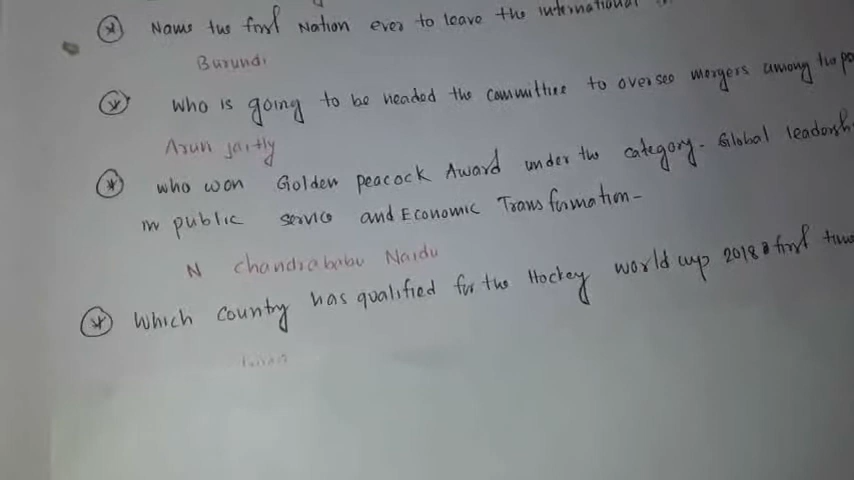 Name the first Nation ever to leave the international
Burundi
who is going to be headed the committee to oversee mergers among the
Arun jaitly
who won Golden peacock Award under the category - Global leadersh
in public service and Economic Transformation-
N chandrababu Naidu
which country has qualified for the Hockey world cup 2018 first time